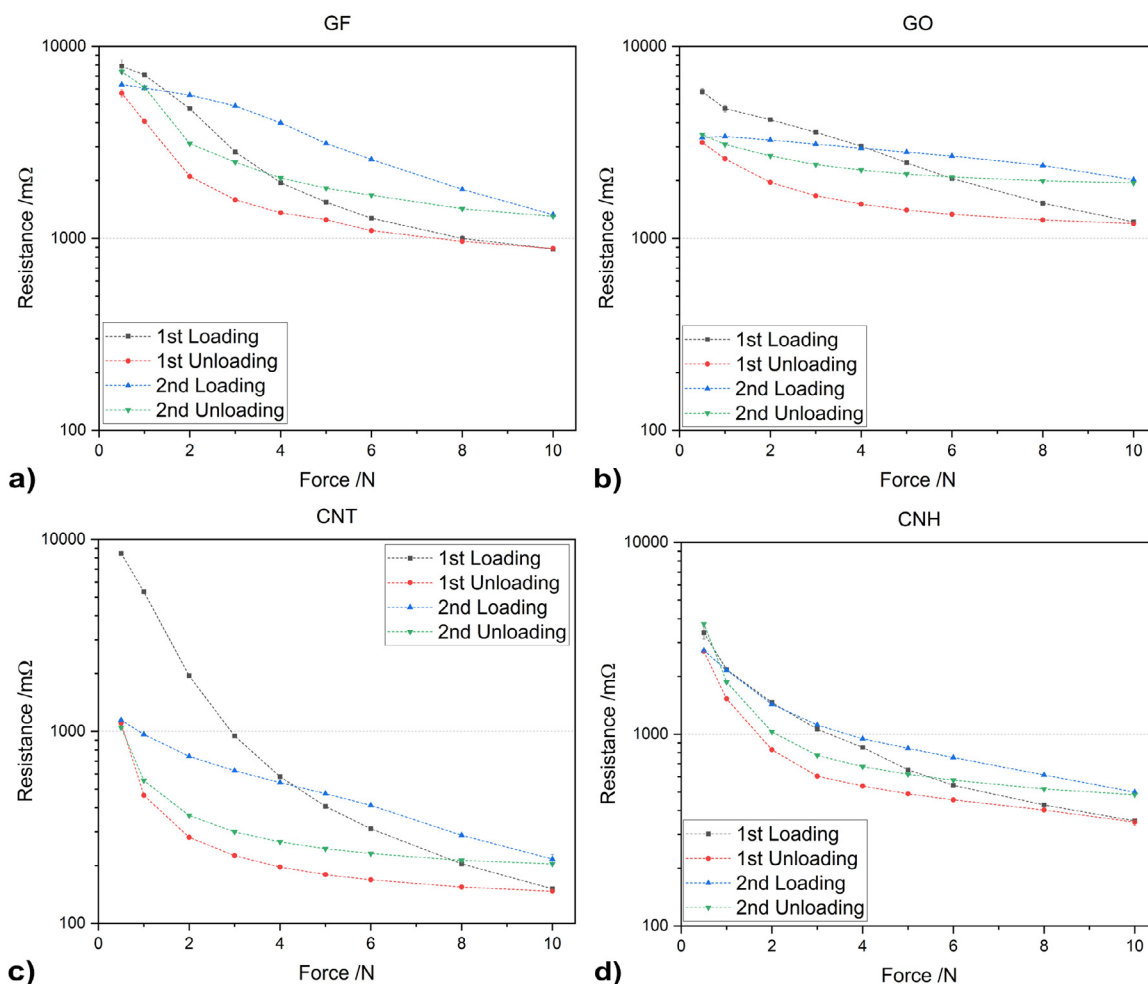 GF
10000
1000
100
Resistance /mΩ
1st Loading
1st Unloading
2nd Loading
2nd Unloading
0 2 4 6 8 10
Force /N
a)
GO
10000
1000
100
Resistance /mΩ
1st Loading
1st Unloading
2nd Loading
2nd Unloading
0 2 4 6 8 10
Force /N
b)
CNT
10000
1000
100
Resistance /mΩ
1st Loading
1st Unloading
2nd Loading
2nd Unloading
0 2 4 6 8 10
Force /N
c)
CNH
10000
1000
100
Resistance /mΩ
1st Loading
1st Unloading
2nd Loading
2nd Unloading
0 2 4 6 8 10
Force /N
d)